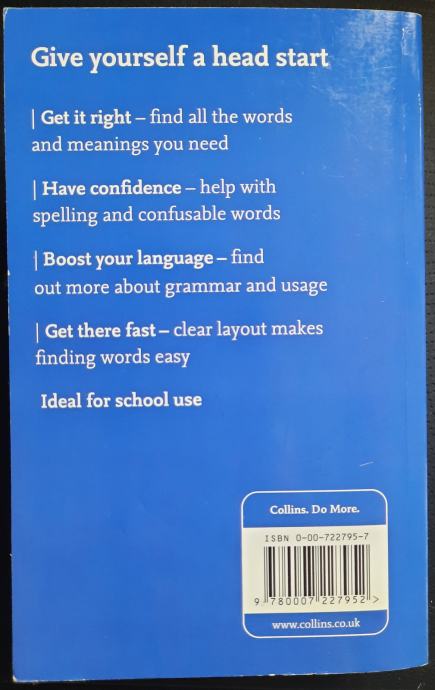 Give yourself a head start
| Get it right – find all the words
and meanings you need
| Have confidence – help with
spelling and confusable words
| Boost your language – find
out more about grammar and usage
| Get there fast – clear layout makes
finding words easy
Ideal for school use
Collins. Do More.
ISBN 0-00-722795-7
9 780007 227952 >
www.collins.co.uk